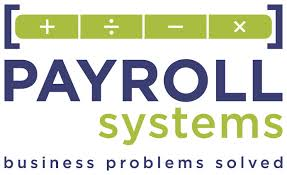 [ + ÷ − × ]
PAYROLL
systems
business problems solved